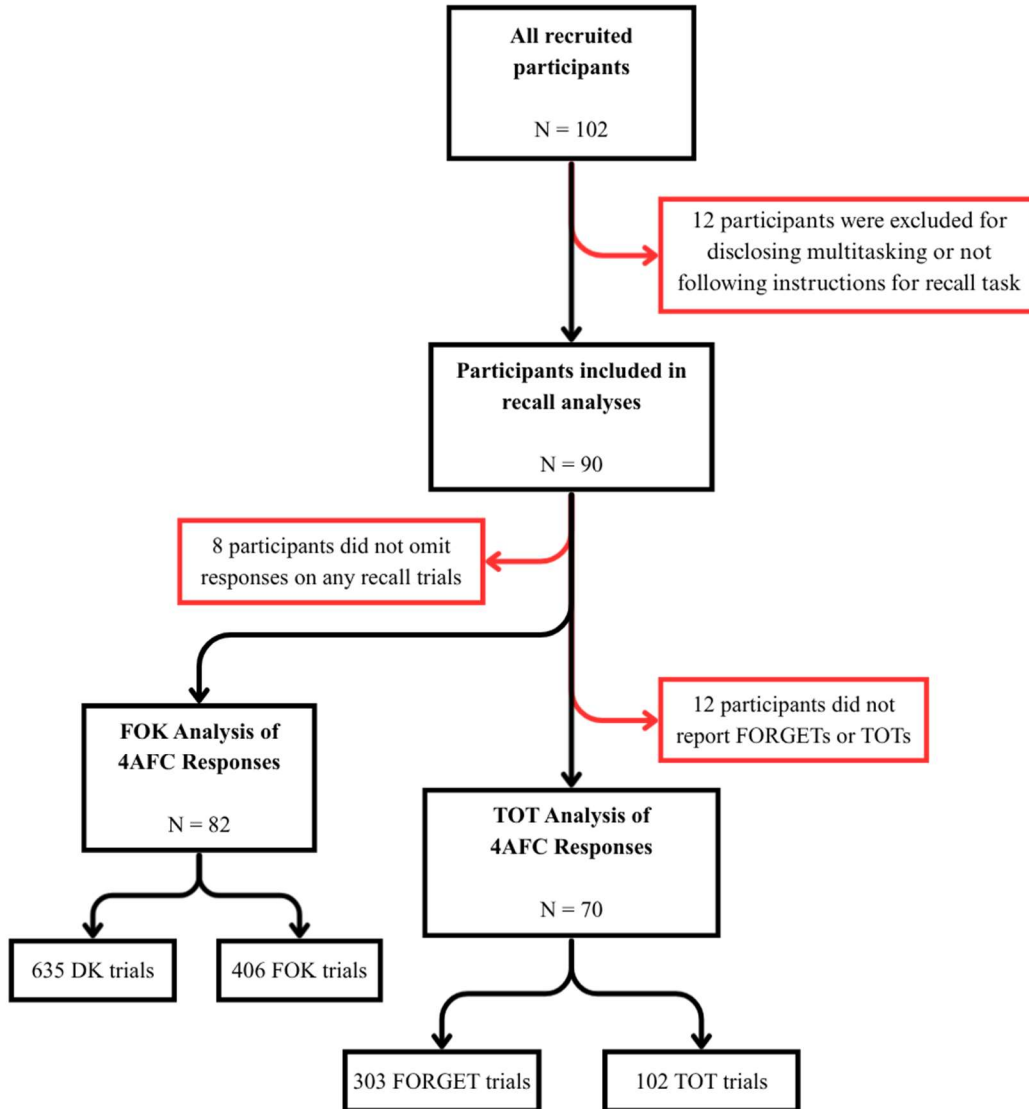 All recruited
participants
N = 102
12 participants were excluded for
disclosing multitasking or not
following instructions for recall task
Participants included in
recall analyses
N = 90
8 participants did not omit
responses on any recall trials
12 participants did not
report FORGETs or TOTs
FOK Analysis of
4AFC Responses
N = 82
TOT Analysis of
4AFC Responses
N = 70
635 DK trials
406 FOK trials
303 FORGET trials
102 TOT trials